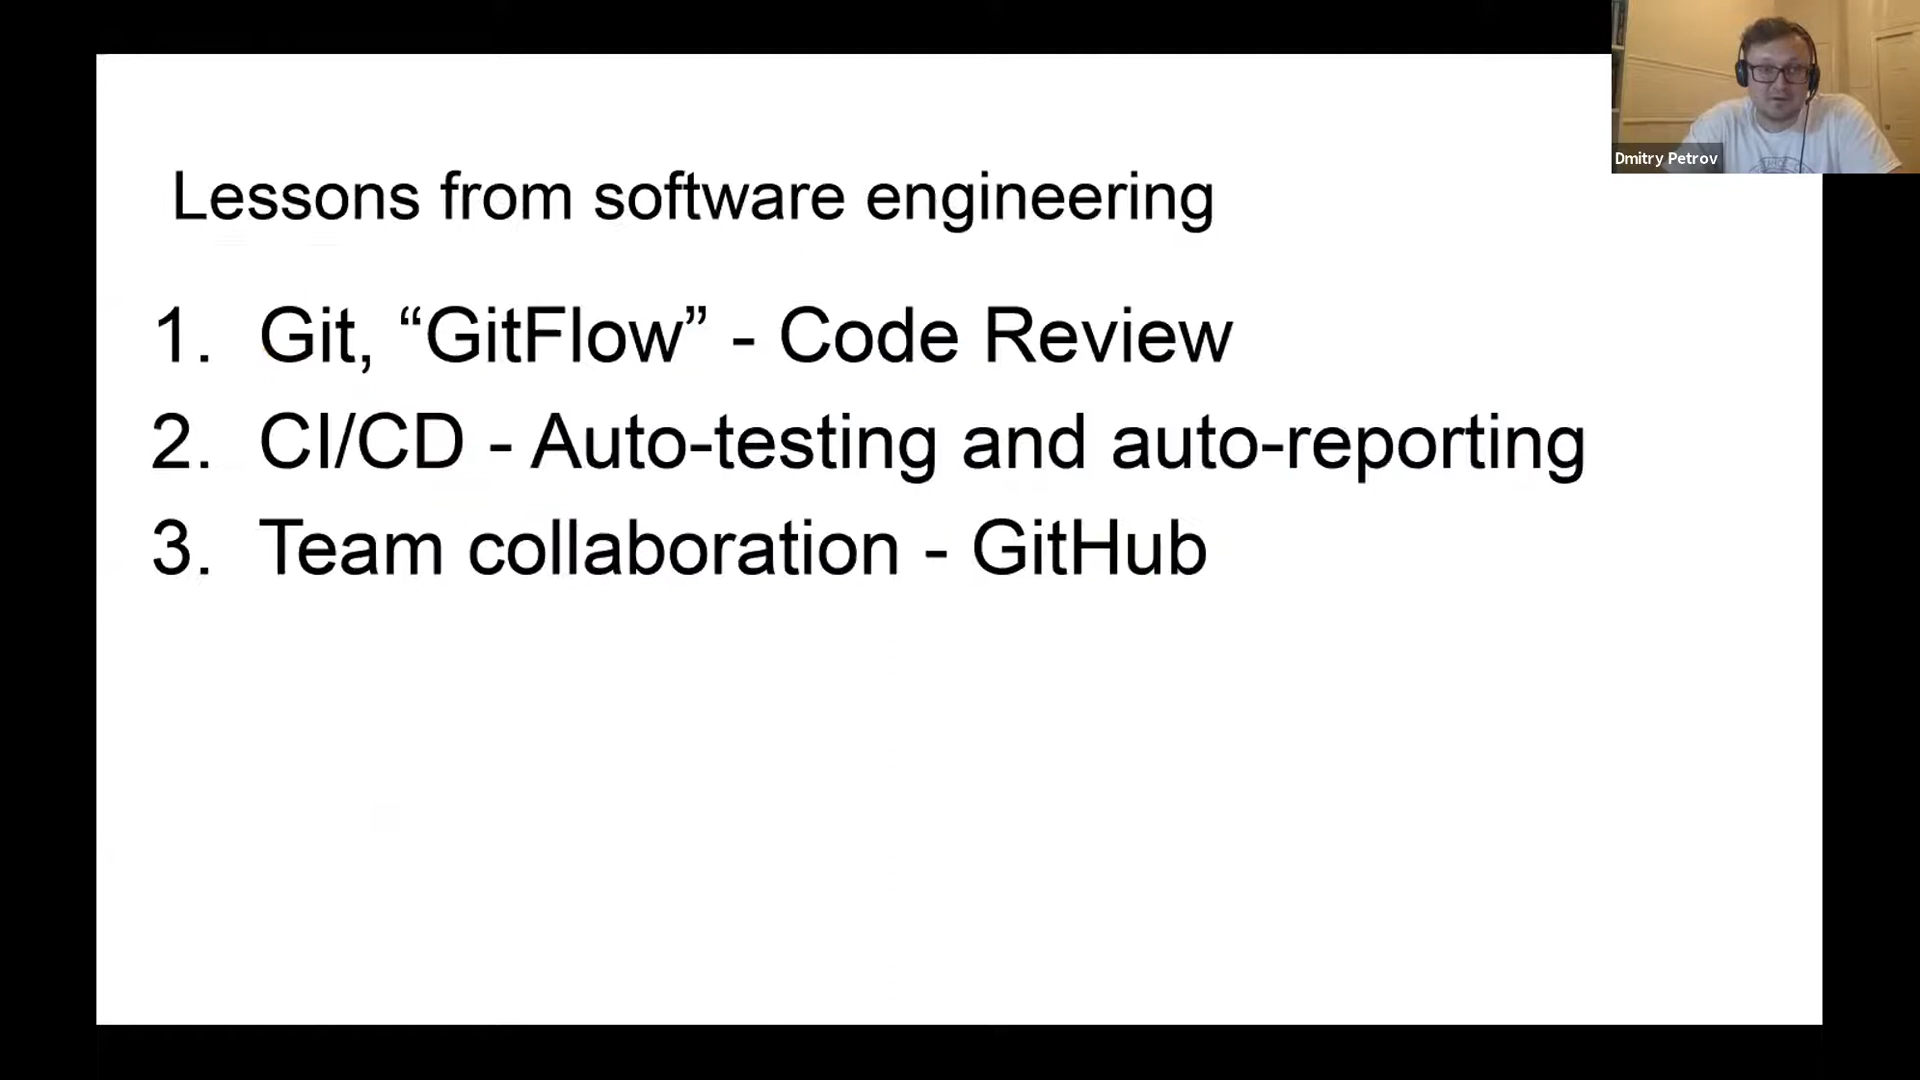 Dmitry Petrov
Lessons from software engineering
1. Git, “GitFlow” - Code Review
2. CI/CD - Auto-testing and auto-reporting
3. Team collaboration - GitHub